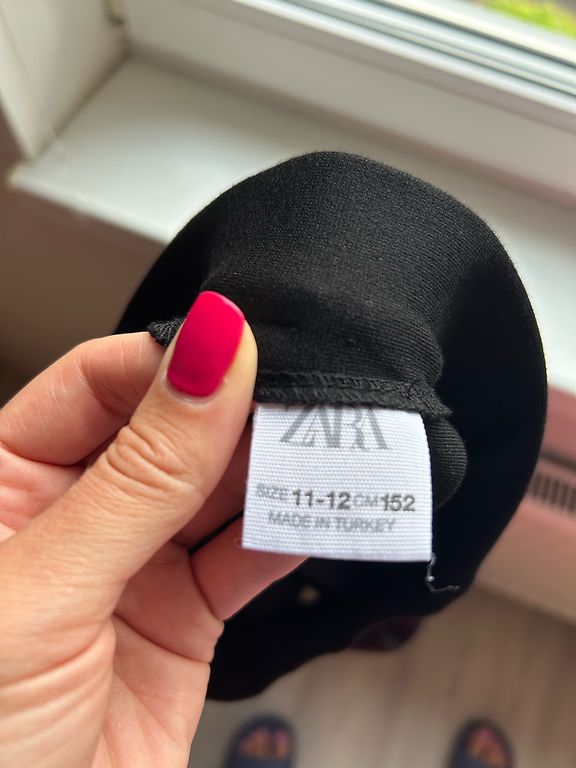 ZARA
SIZE 11-12 CM 152
MADE IN TURKEY